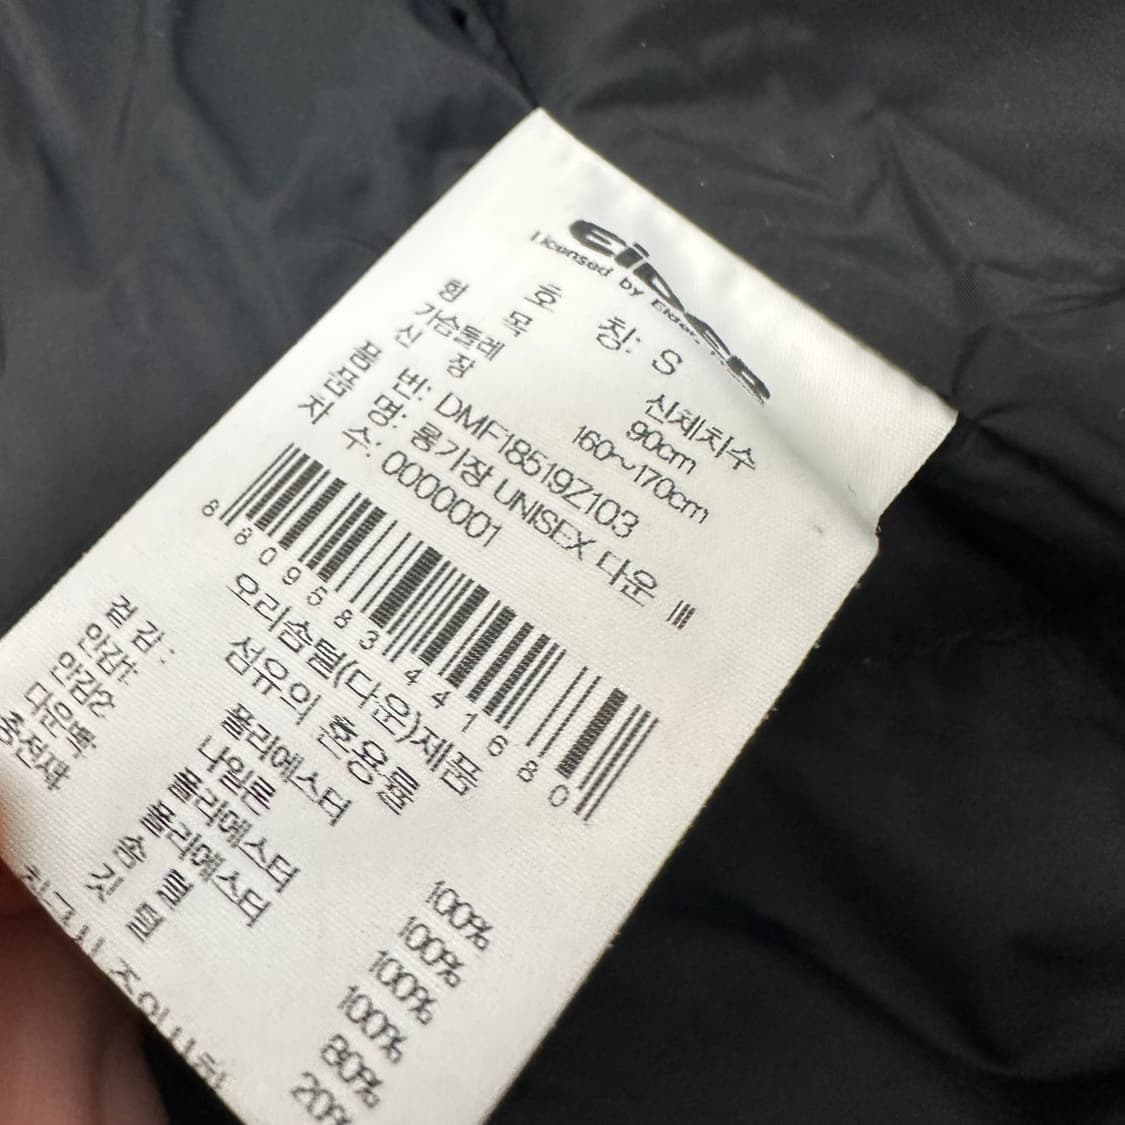 EiDER
Licensed by Eider
호 칭: S
항 목 신체치수
가슴둘레 90cm
신 장 160~170cm
품 번: DMF18519Z103
품 명: 롱기장 UNISEX 다운 III
차 수: 0000001
8809583441680
오리솜털(다운)제품
섬유의 혼용률
겉감: 폴리에스터 100%
안감1: 나일론 100%
안감2: 폴리에스터 100%
다운백: 폴리에스터 100%
충전재 솜 털 80%
깃 털 20%